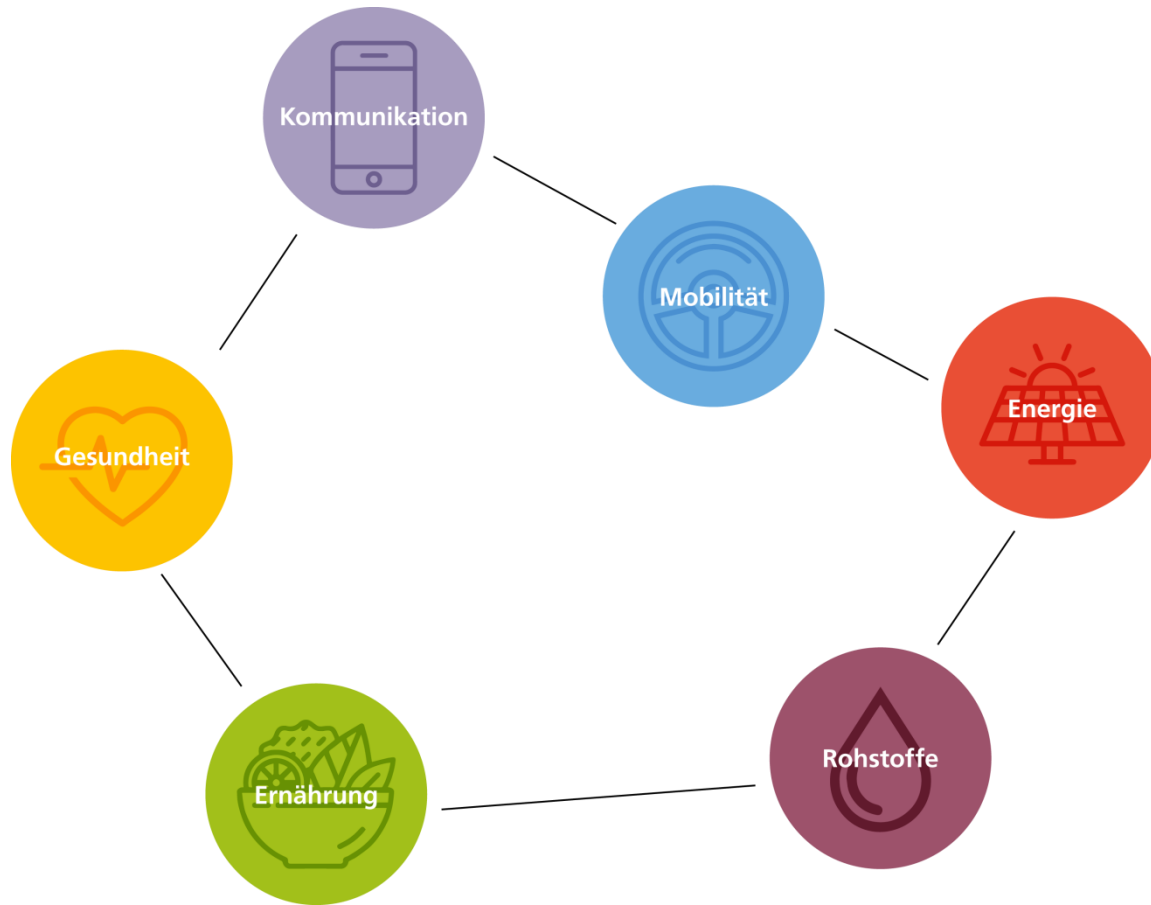 Kommunikation
Mobilität
Energie
Gesundheit
Rohstoffe
Ernährung